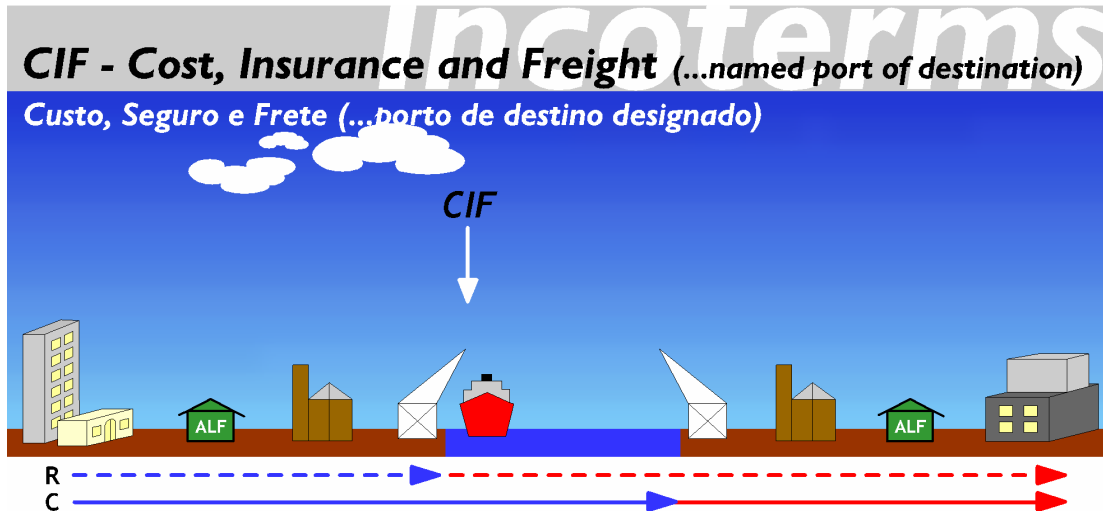 Incoterms
CIF - Cost, Insurance and Freight (...named port of destination)
Custo, Seguro e Frete (...porto de destino designado)
CIF
ALF
ALF
R
C